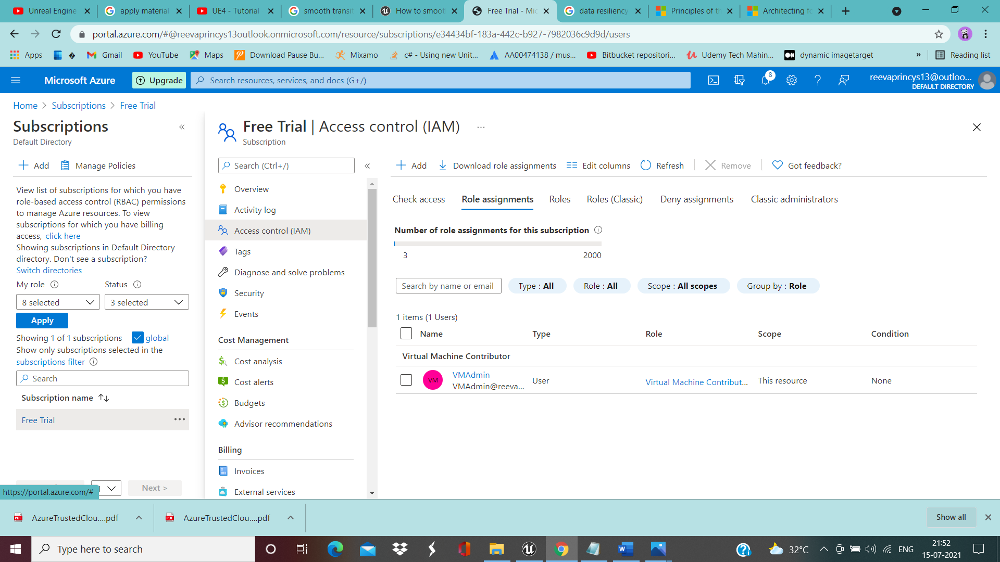 Unreal Engine
apply material
UE4 - Tutorial
smooth transit
How to smoot
Free Trial - Mic
data resiliency
Principles of th
Architecting fo
portal.azure.com/#@reevaprincys13outlook.onmicrosoft.com/resource/subscriptions/e34434bf-183a-442c-b927-7982036c9d9d/users
Apps
Gmail
YouTube
Maps
Download Pause Bu...
Mixamo
c# - Using new Unit...
AA00474138 / mus...
Bitbucket repositori...
Udemy Tech Mahin...
dynamic imagetarget
»
Reading list
Microsoft Azure
Upgrade
Search resources, services, and docs (G+/)
8
reevaprincys13@outloo...
DEFAULT DIRECTORY
Home > Subscriptions > Free Trial
Subscriptions
«
Default Directory
Free Trial | Access control (IAM)
...
Subscription
Add
Manage Policies
Search (Ctrl+/)
«
Add
Download role assignments
Edit columns
Refresh
Remove
Got feedback?
View list of subscriptions for which you have
role-based access control (RBAC) permissions
to manage Azure resources. To view
subscriptions for which you have billing
access, click here
Showing subscriptions in Default Directory
directory. Don't see a subscription?
Switch directories
My role
Status
8 selected
3 selected
Apply
Showing 1 of 1 subscriptions
global
Show only subscriptions selected in the
subscriptions filter
Search
Subscription name
Free Trial
...
1
Next >
https://portal.azure.com/#
Overview
Activity log
Access control (IAM)
Tags
Diagnose and solve problems
Security
Events
Cost Management
Cost analysis
Cost alerts
Budgets
Advisor recommendations
Billing
Invoices
External services
Check access
Role assignments
Roles
Roles (Classic)
Deny assignments
Classic administrators
Number of role assignments for this subscription
3
2000
Search by name or email
Type : All
Role : All
Scope : All scopes
Group by : Role
1 items (1 Users)
Name
Type
Role
Scope
Condition
Virtual Machine Contributor
VM
VMAdmin
VMAdmin@reeva...
User
Virtual Machine Contribut...
This resource
None
PDF
AzureTrustedClou....pdf
PDF
AzureTrustedClou....pdf
Show all
Type here to search
32°C
ENG
21:52
15-07-2021